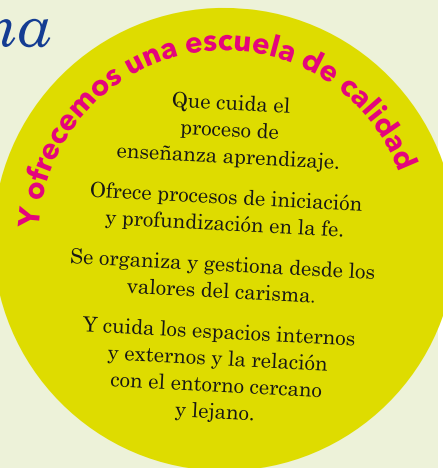 Y ofrecemos una escuela de calidad
Que cuida el
proceso de
enseñanza aprendizaje.
Ofrece procesos de iniciación
y profundización en la fe.
Se organiza y gestiona desde los
valores del carisma.
Y cuida los espacios internos
y externos y la relación
con el entorno cercano
y lejano.